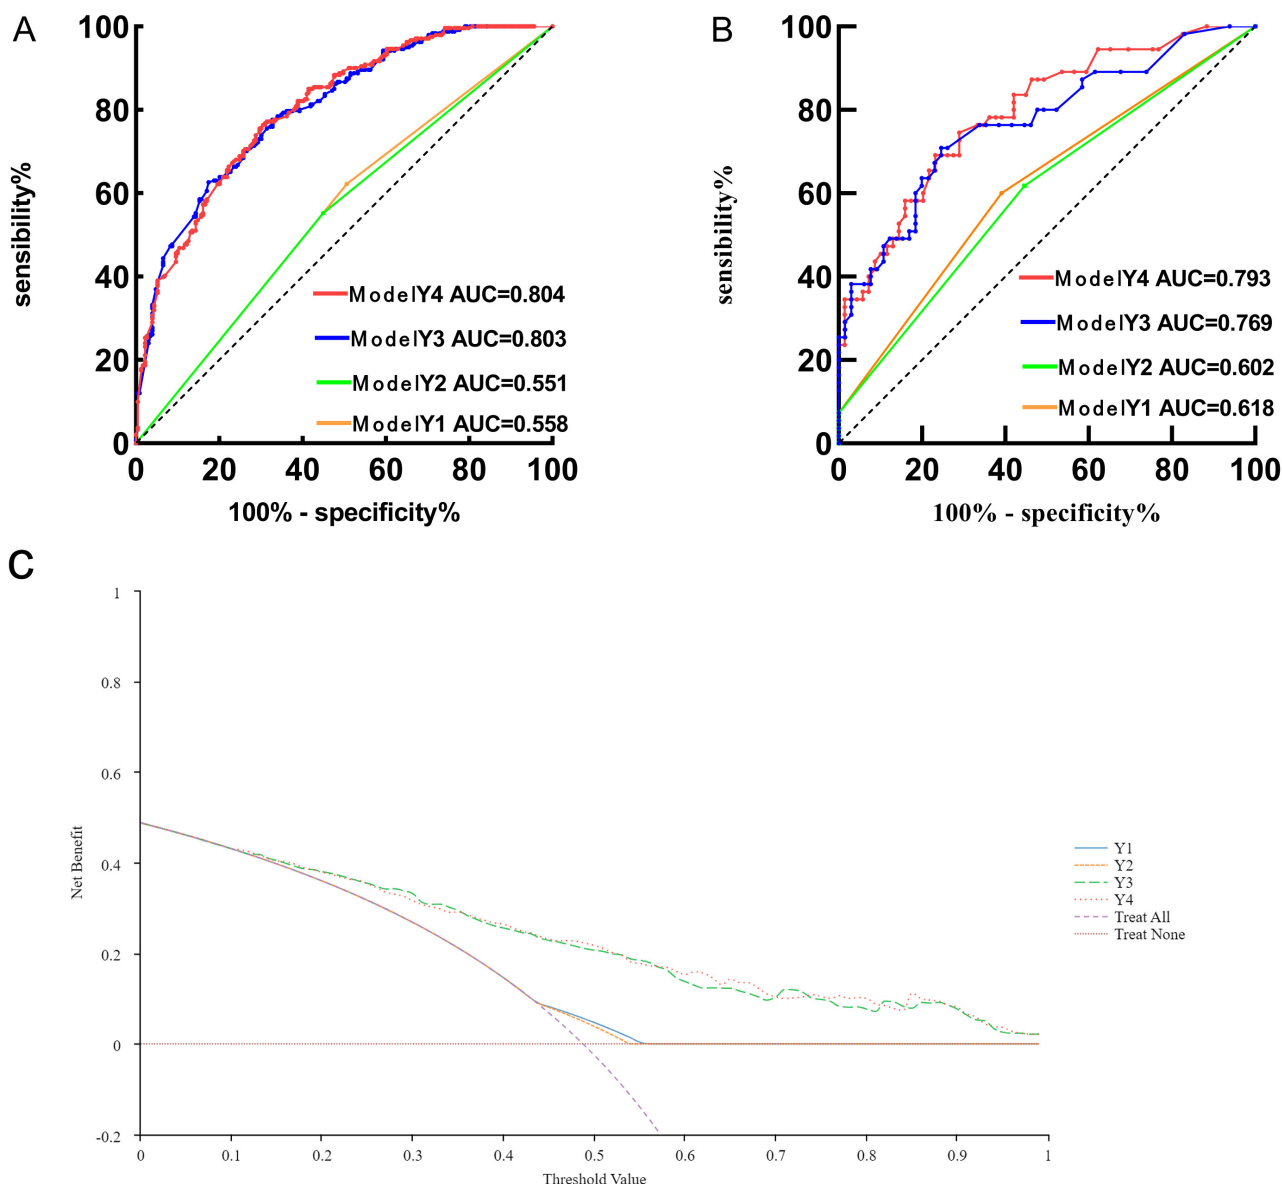 A
100
80
60
40
20
0
sensibility%
ModelY4 AUC=0.804
ModelY3 AUC=0.803
ModelY2 AUC=0.551
ModelY1 AUC=0.558
0 20 40 60 80 100
100% - specificity%
B
100
80
60
40
20
0
sensibility%
ModelY4 AUC=0.793
ModelY3 AUC=0.769
ModelY2 AUC=0.602
ModelY1 AUC=0.618
0 20 40 60 80 100
100% - specificity%
C
1
0.8
0.6
0.4
0.2
0
-0.2
Net Benefit
Y1
Y2
Y3
Y4
Treat All
Treat None
0 0.1 0.2 0.3 0.4 0.5 0.6 0.7 0.8 0.9 1
Threshold Value